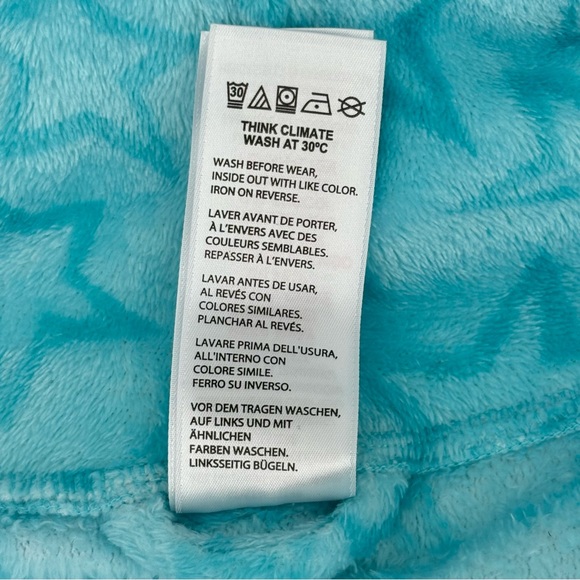 30
THINK CLIMATE
WASH AT 30ºC
WASH BEFORE WEAR,
INSIDE OUT WITH LIKE COLOR.
IRON ON REVERSE.
LAVER AVANT DE PORTER,
À L'ENVERS AVEC DES
COULEURS SEMBLABLES.
REPASSER À L'ENVERS.
LAVAR ANTES DE USAR,
AL REVÉS CON
COLORES SIMILARES.
PLANCHAR AL REVÉS.
LAVARE PRIMA DELL'USURA,
ALL'INTERNO CON
COLORE SIMILE.
FERRO SU INVERSO.
VOR DEM TRAGEN WASCHEN,
AUF LINKS UND MIT
ÄHNLICHEN
FARBEN WASCHEN.
LINKSSEITIG BÜGELN.